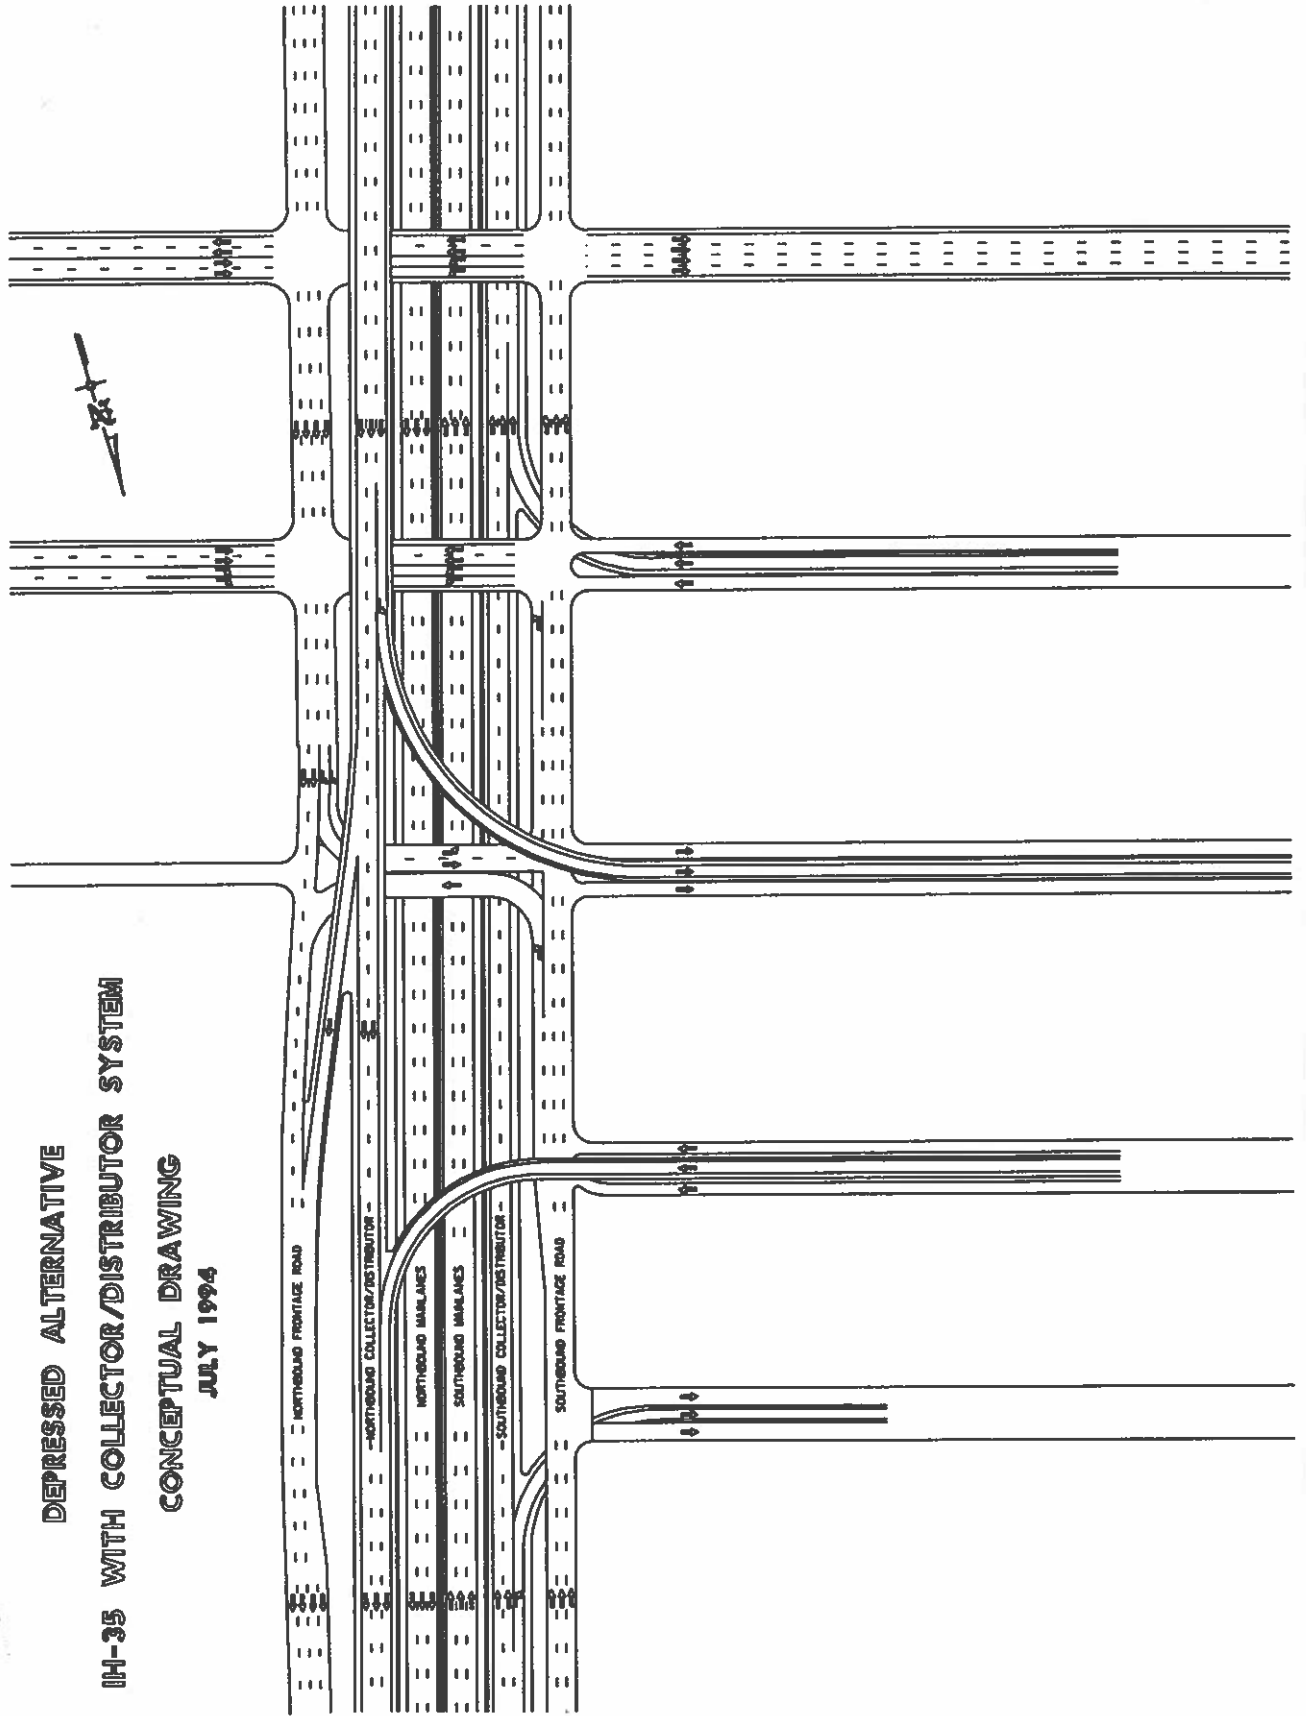 DEPRESSED ALTERNATIVE
IH-35 WITH COLLECTOR/DISTRIBUTOR SYSTEM
CONCEPTUAL DRAWING
JULY 1994
NORTHBOUND FRONTAGE ROAD
NORTHBOUND COLLECTOR/DISTRIBUTOR
NORTHBOUND MAINLANES
SOUTHBOUND MAINLANES
SOUTHBOUND COLLECTOR/DISTRIBUTOR
SOUTHBOUND FRONTAGE ROAD
N